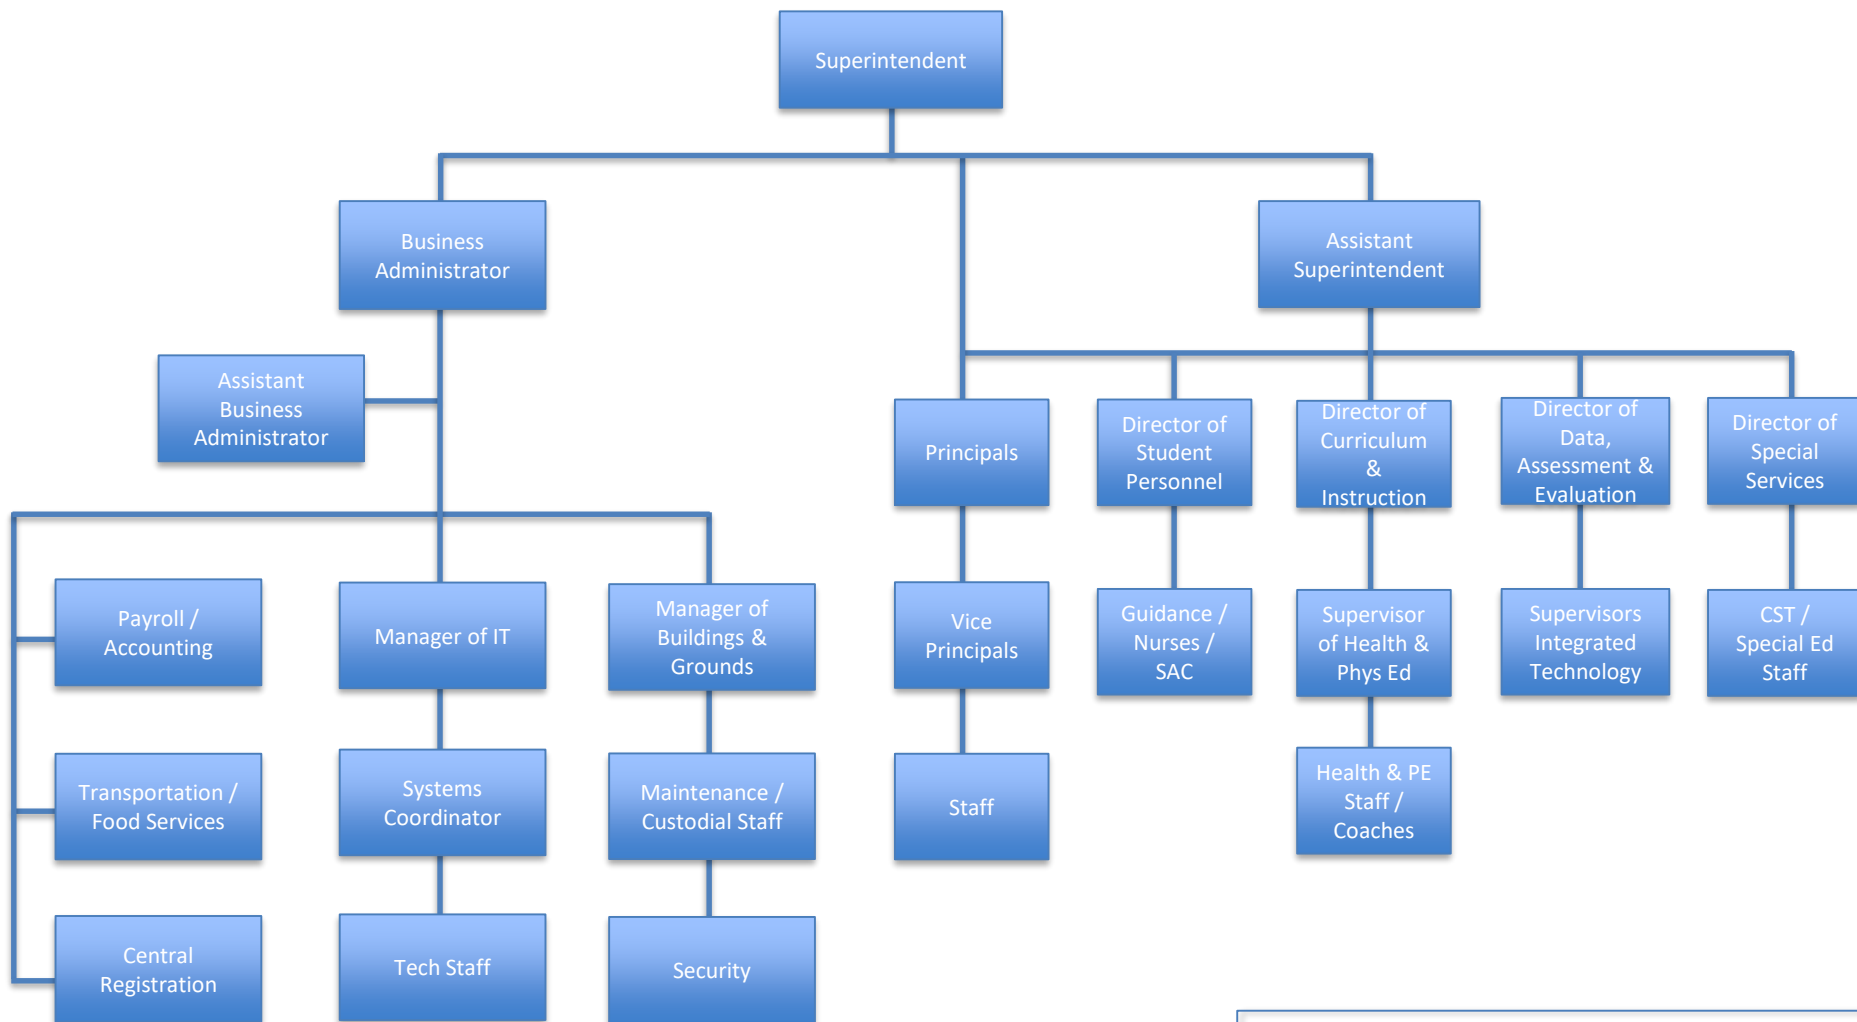 Superintendent
Business
Administrator
Assistant
Superintendent
Assistant
Business
Administrator
Principals
Director of
Student
Personnel
Director of
Curriculum
&
Instruction
Director of
Data,
Assessment &
Evaluation
Director of
Special
Services
Payroll /
Accounting
Manager of IT
Manager of
Buildings &
Grounds
Vice
Principals
Guidance /
Nurses /
SAC
Supervisor
of Health &
Phys Ed
Supervisors
Integrated
Technology
CST /
Special Ed
Staff
Transportation /
Food Services
Systems
Coordinator
Maintenance /
Custodial Staff
Staff
Health & PE
Staff /
Coaches
Central
Registration
Tech Staff
Security